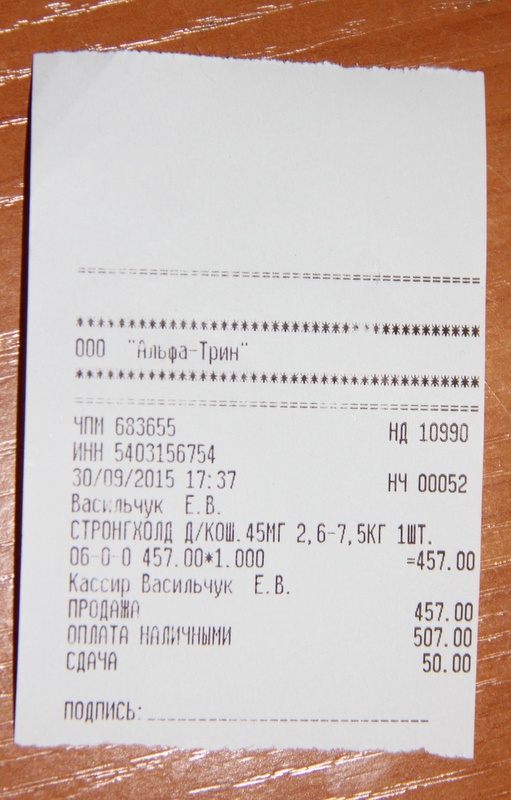 ==========================================
******************************************
ООО "Альфа-Трин"
******************************************
==========================================
ЧПМ 683655 НД 10990
ИНН 5403156754
30/09/2015 17:37 НЧ 00052
Васильчук Е.В.
СТРОНГХОЛД Д/КОШ.45МГ 2,6-7,5КГ 1ШТ.
06-0-0 457.00*1.000 =457.00
Кассир Васильчук Е.В.
ПРОДАЖА 457.00
ОПЛАТА НАЛИЧНЫМИ 507.00
СДАЧА 50.00
ПОДПИСЬ:____________________________